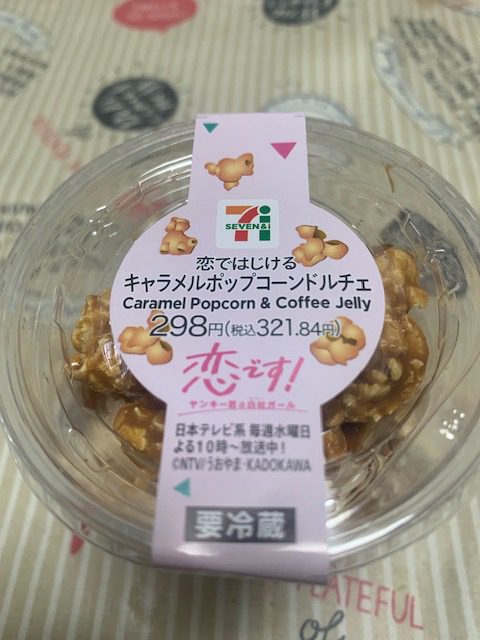 7i
SEVEN&i
恋ではじける
キャラメルポップコーンドルチェ
Caramel Popcorn & Coffee Jelly
298円(税込321.84円)
恋です!
ヤンキー君と白杖ガール
日本テレビ系 毎週水曜日
よる10時～放送中!
©NTV/うおやま・KADOKAWA
要冷蔵
PLATEFUL
of